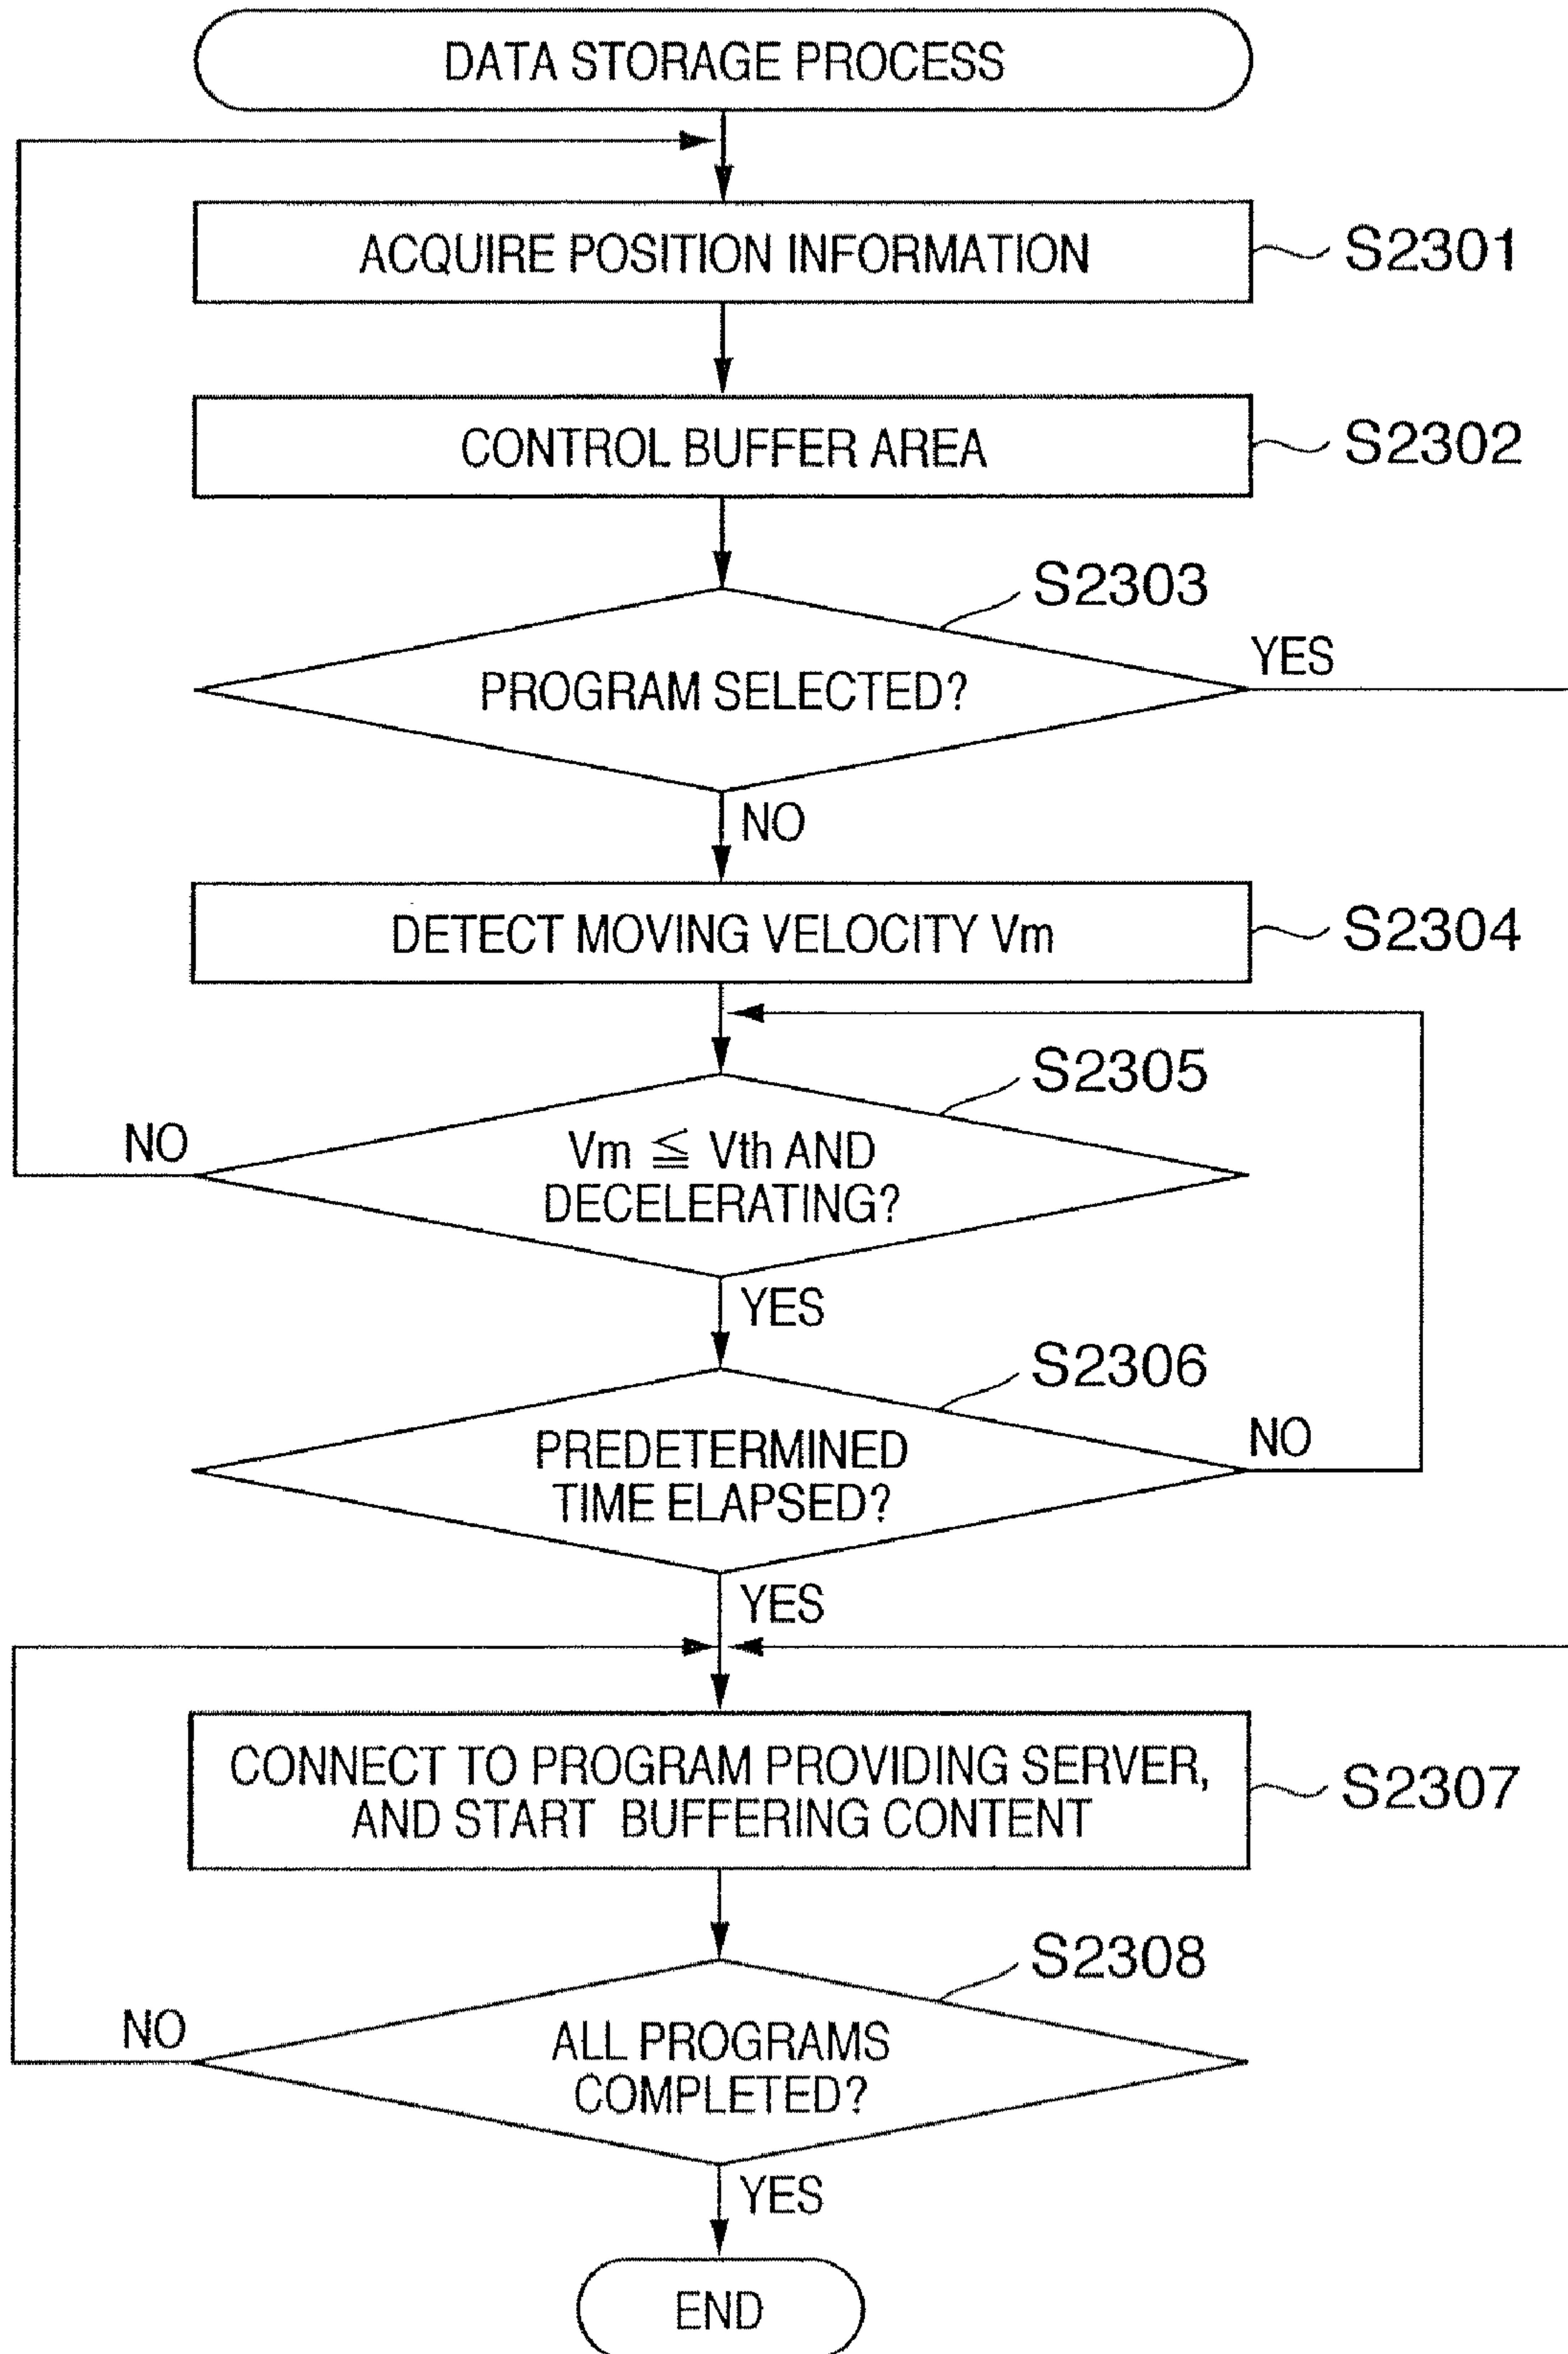 DATA STORAGE PROCESS
ACQUIRE POSITION INFORMATION
S2301
CONTROL BUFFER AREA
S2302
S2303
PROGRAM SELECTED?
YES
NO
DETECT MOVING VELOCITY Vm
S2304
S2305
NO
Vm ≦ Vth AND
DECELERATING?
YES
S2306
PREDETERMINED
TIME ELAPSED?
NO
YES
CONNECT TO PROGRAM PROVIDING SERVER,
AND START BUFFERING CONTENT
S2307
S2308
NO
ALL PROGRAMS
COMPLETED?
YES
END